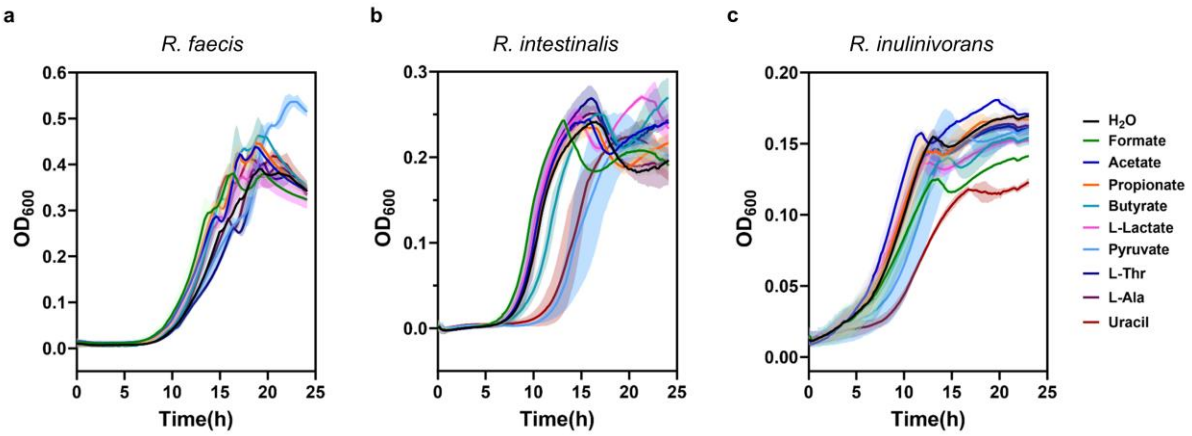 a
R. faecis
OD600
0.6
0.5
0.4
0.3
0.2
0.1
0.0
0 5 10 15 20 25
Time(h)
b
R. intestinalis
OD600
0.3
0.2
0.1
0.0
0 5 10 15 20 25
Time(h)
c
R. inulinivorans
OD600
0.20
0.15
0.10
0.05
0.00
0 5 10 15 20 25
Time(h)
H2O
Formate
Acetate
Propionate
Butyrate
L-Lactate
Pyruvate
L-Thr
L-Ala
Uracil